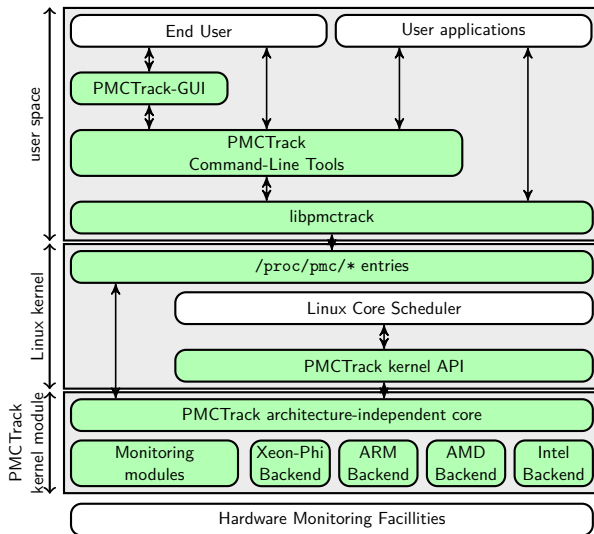 user space
End User
User applications
PMCTrack-GUI
PMCTrack
Command-Line Tools
libpmctrack
Linux kernel
/proc/pmc/* entries
Linux Core Scheduler
PMCTrack kernel API
PMCTrack
kernel module
PMCTrack architecture-independent core
Monitoring
modules
Xeon-Phi
Backend
ARM
Backend
AMD
Backend
Intel
Backend
Hardware Monitoring Facillities